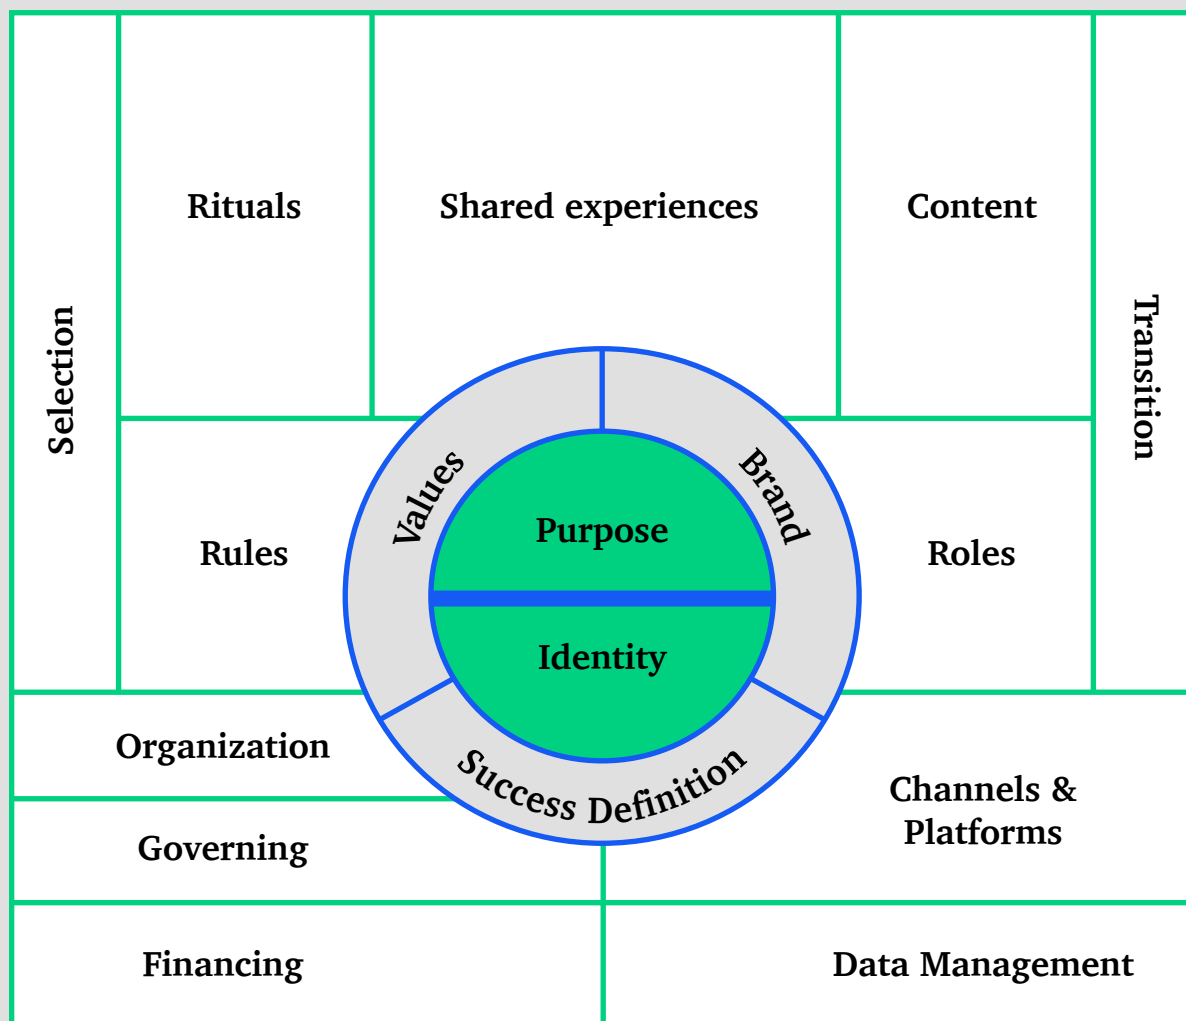 Rituals
Shared experiences
Content
Selection
Transition
Values
Brand
Purpose
Rules
Roles
Identity
Organization
Success Definition
Channels &
Platforms
Governing
Financing
Data Management